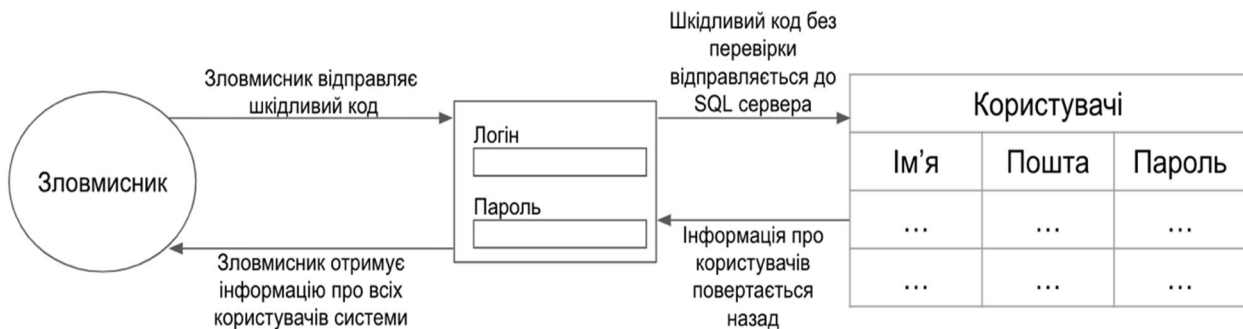 Зловмисник
Зловмисник відправляє
шкідливий код
Логін
Пароль
Шкідливий код без
перевірки
відправляється до
SQL сервера
Користувачі
Ім’я Пошта Пароль
... ... ...
... ... ...
Інформація про
користувачів
повертається
назад
Зловмисник отримує
інформацію про всіх
користувачів системи